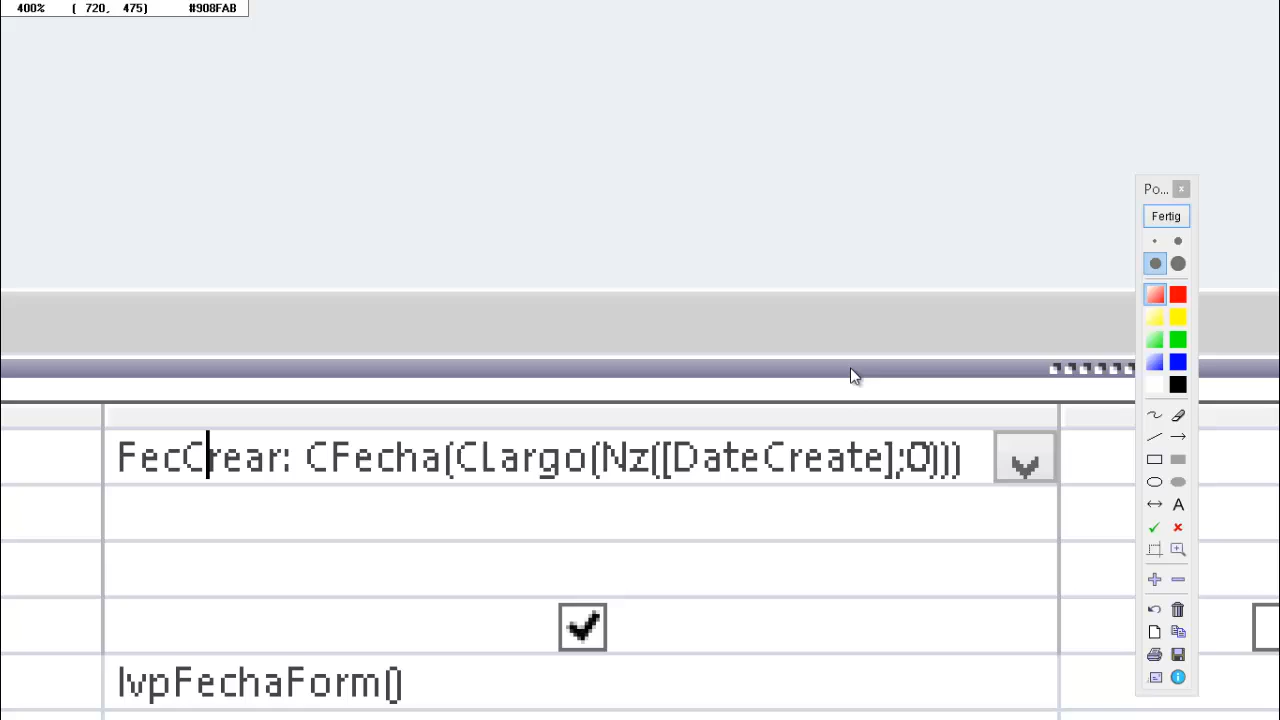 400% ( 720, 475) #908FAB
Po... x
Fertig
FecCrear: CFecha(CLargo(Nz([DateCreate];0)))
A
lvpFechaForm()